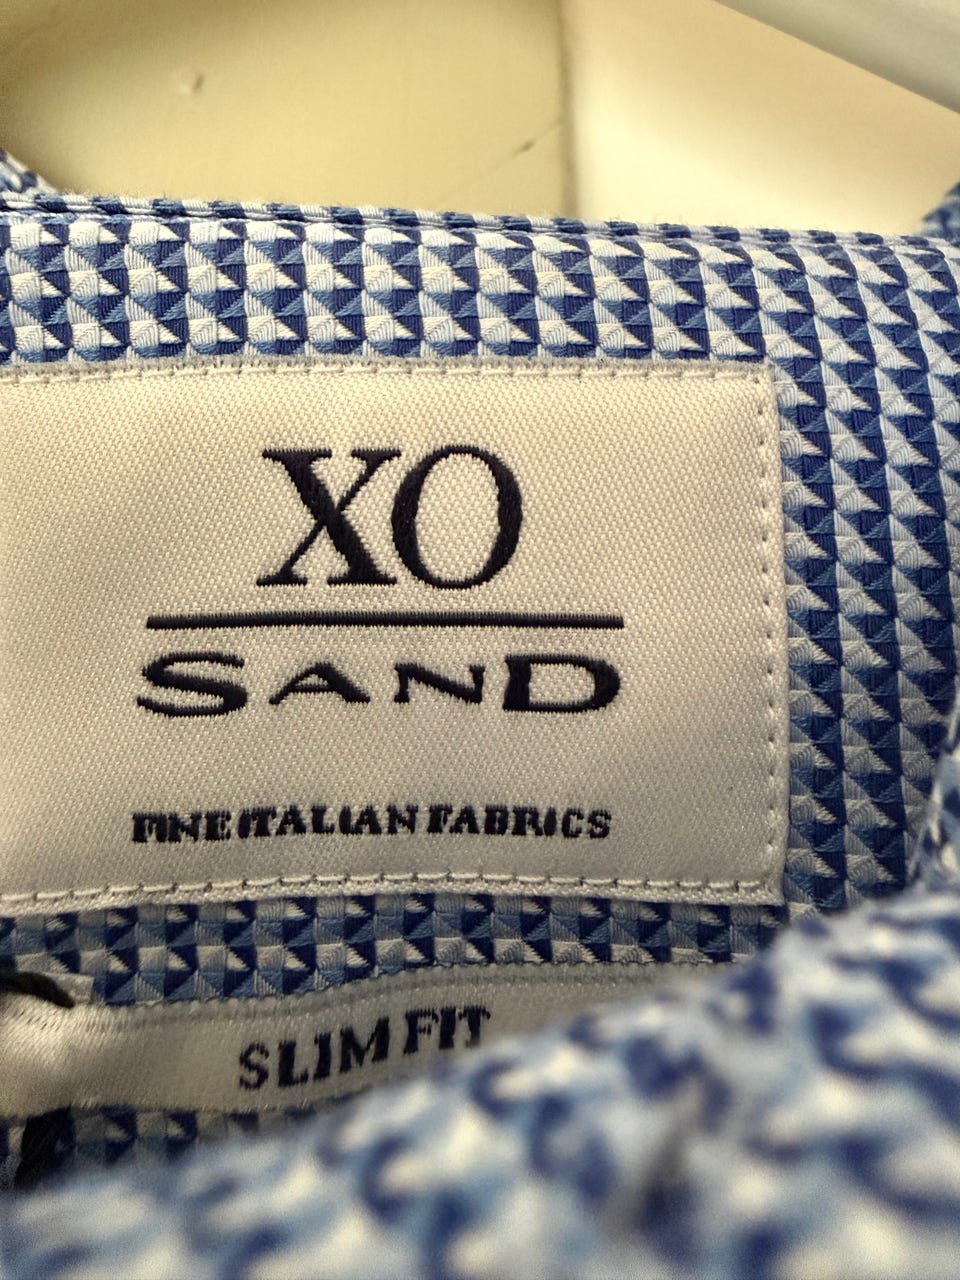 XO
SAND
FINE ITALIAN FABRICS
SLIM FIT